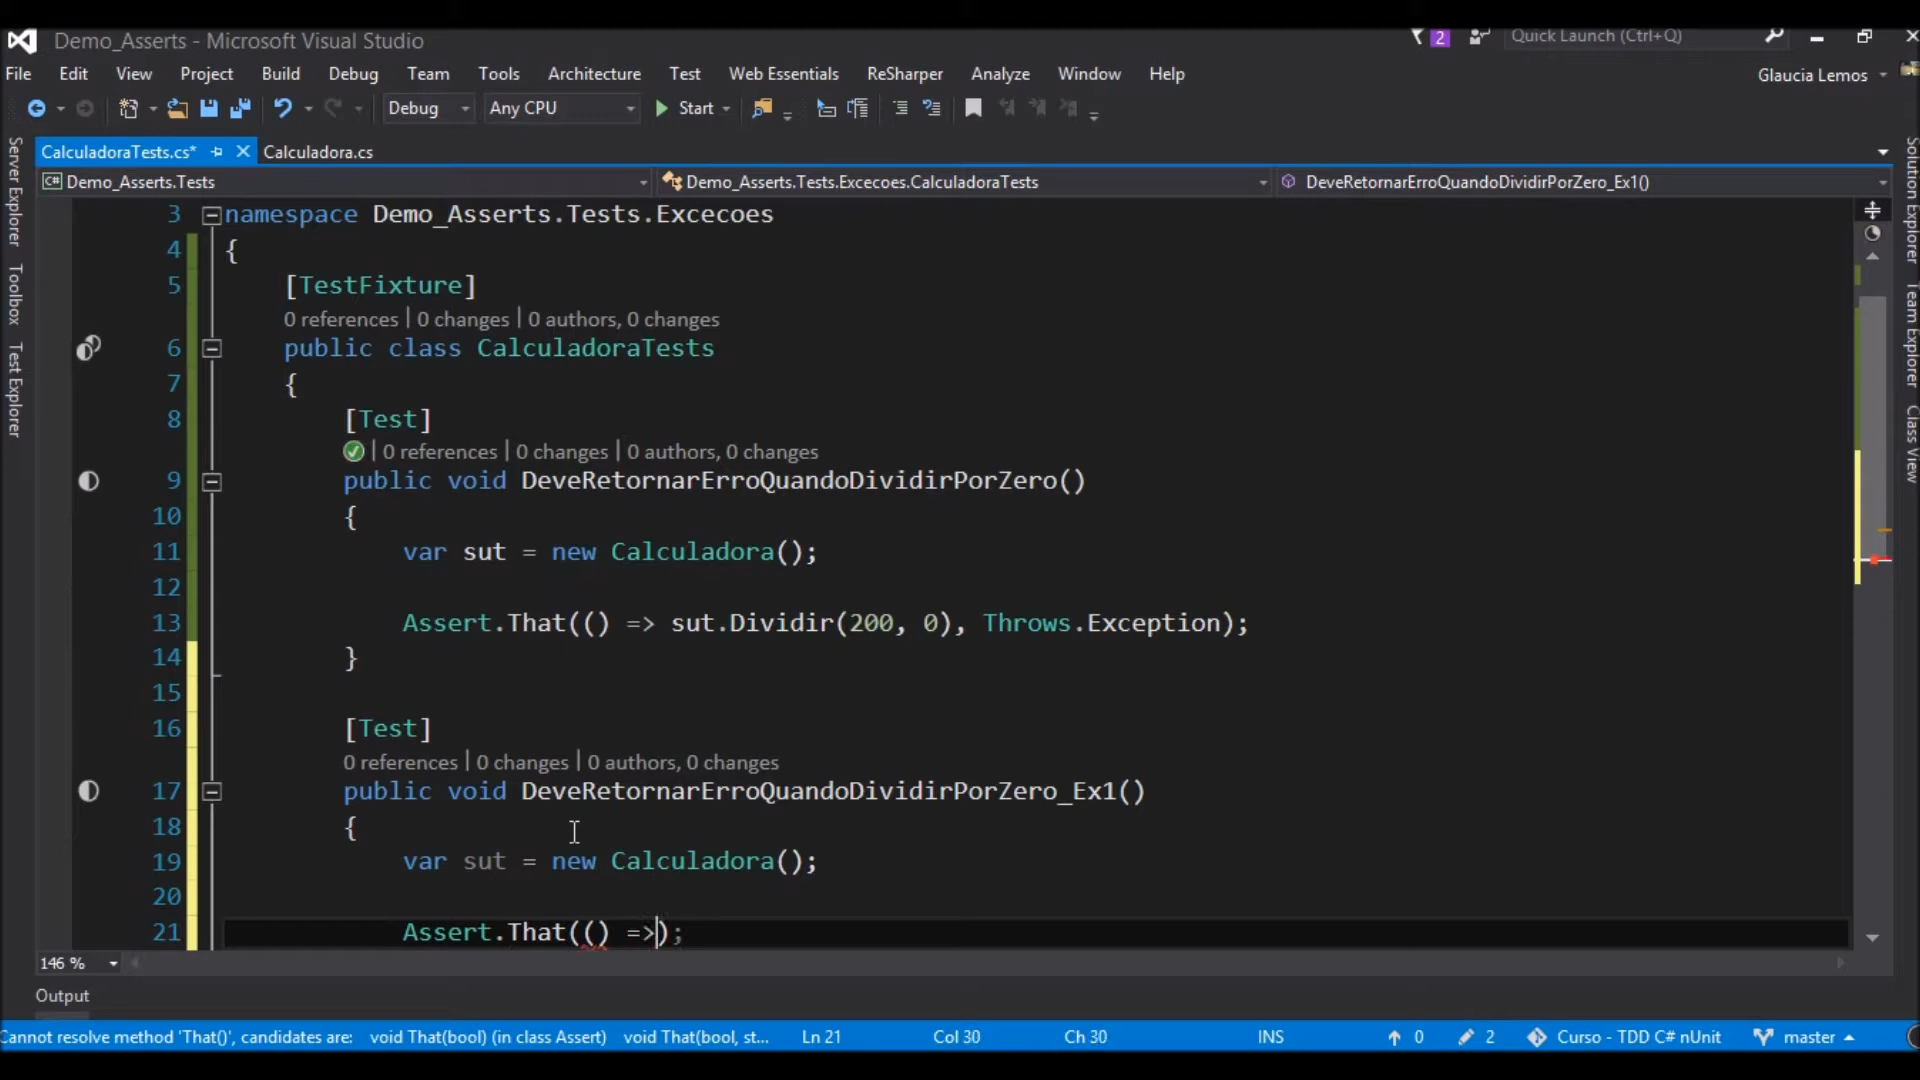 Demo_Asserts - Microsoft Visual Studio
2
Quick Launch (Ctrl+Q)
File Edit View Project Build Debug Team Tools Architecture Test Web Essentials ReSharper Analyze Window Help
Glaucia Lemos
Debug
Any CPU
Start
CalculadoraTests.cs*
Calculadora.cs
Demo_Asserts.Tests
Demo_Asserts.Tests.Excecoes.CalculadoraTests
DeveRetornarErroQuandoDividirPorZero_Ex1()
Server Explorer
Toolbox
Test Explorer
Solution Explorer
Team Explorer
Class View
3 namespace Demo_Asserts.Tests.Excecoes
4 {
5 [TestFixture]
0 references | 0 changes | 0 authors, 0 changes
6 public class CalculadoraTests
7 {
8 [Test]
| 0 references | 0 changes | 0 authors, 0 changes
9 public void DeveRetornarErroQuandoDividirPorZero()
10 {
11 var sut = new Calculadora();
12
13 Assert.That(() => sut.Dividir(200, 0), Throws.Exception);
14 }
15
16 [Test]
0 references | 0 changes | 0 authors, 0 changes
17 public void DeveRetornarErroQuandoDividirPorZero_Ex1()
18 {
19 var sut = new Calculadora();
20
21 Assert.That(() =>);
146 %
Output
Cannot resolve method 'That()', candidates are: void That(bool) (in class Assert) void That(bool, st...
Ln 21
Col 30
Ch 30
INS
0
2
Curso - TDD C# nUnit
master